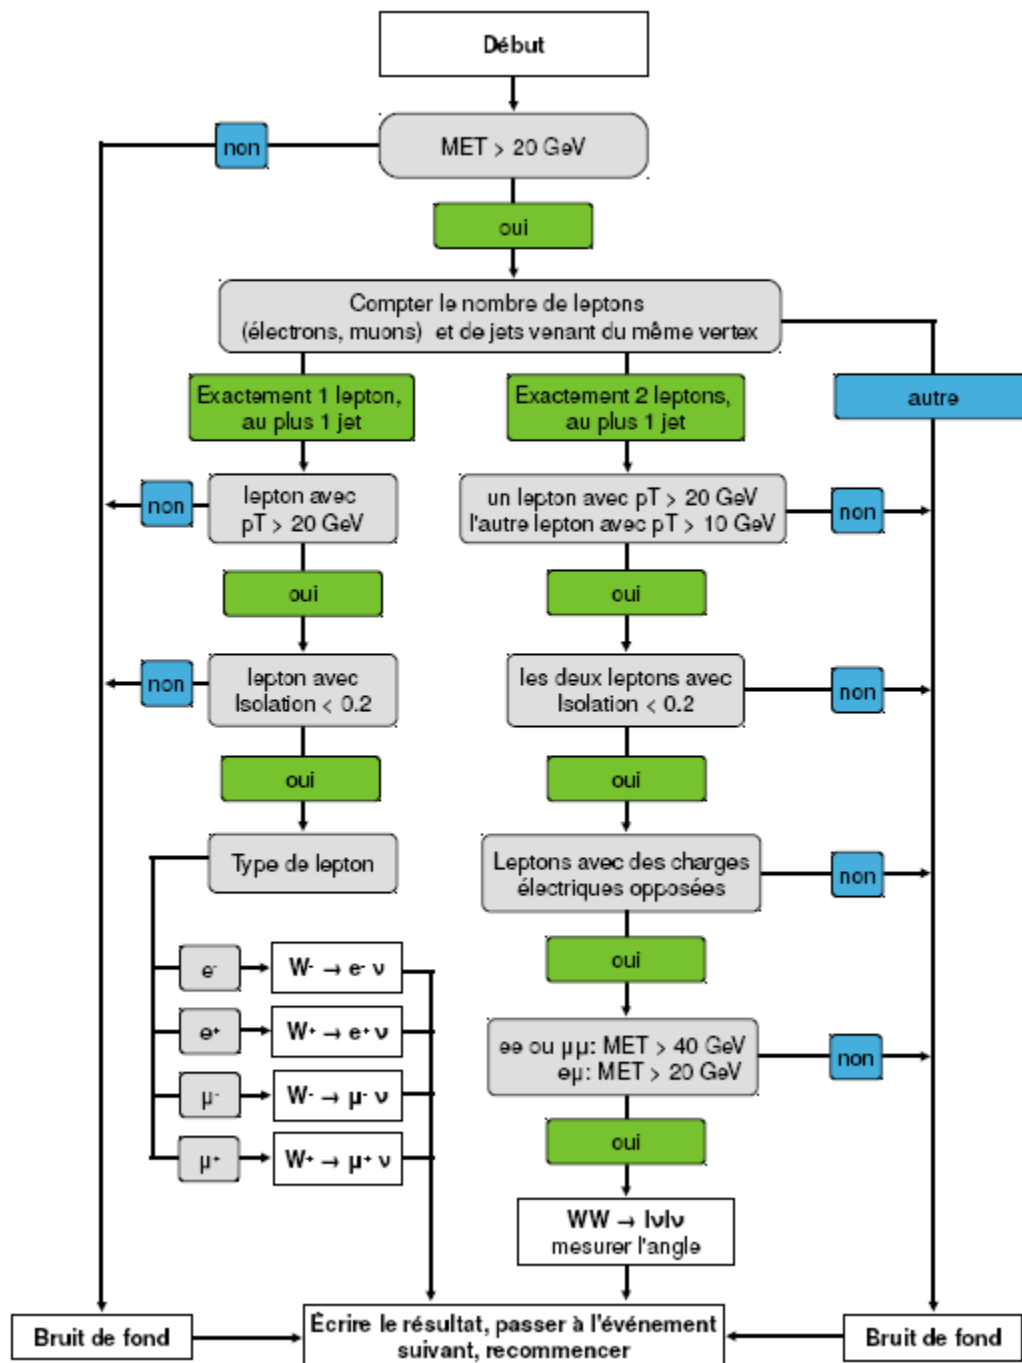 Début
non
MET > 20 GeV
oui
Compter le nombre de leptons
(électrons, muons) et de jets venant du même vertex
Exactement 1 lepton,
au plus 1 jet
Exactement 2 leptons,
au plus 1 jet
autre
non
lepton avec
pT > 20 GeV
un lepton avec pT > 20 GeV
l'autre lepton avec pT > 10 GeV
non
oui
oui
non
lepton avec
Isolation < 0.2
les deux leptons avec
Isolation < 0.2
non
oui
oui
Type de lepton
Leptons avec des charges
électriques opposées
non
oui
e-
W- → e- ν
e+
W+ → e+ ν
μ-
W- → μ- ν
μ+
W+ → μ+ ν
ee ou μμ: MET > 40 GeV
eμ: MET > 20 GeV
non
oui
WW → lνlν
mesurer l'angle
Bruit de fond
Écrire le résultat, passer à l'événement
suivant, recommencer
Bruit de fond